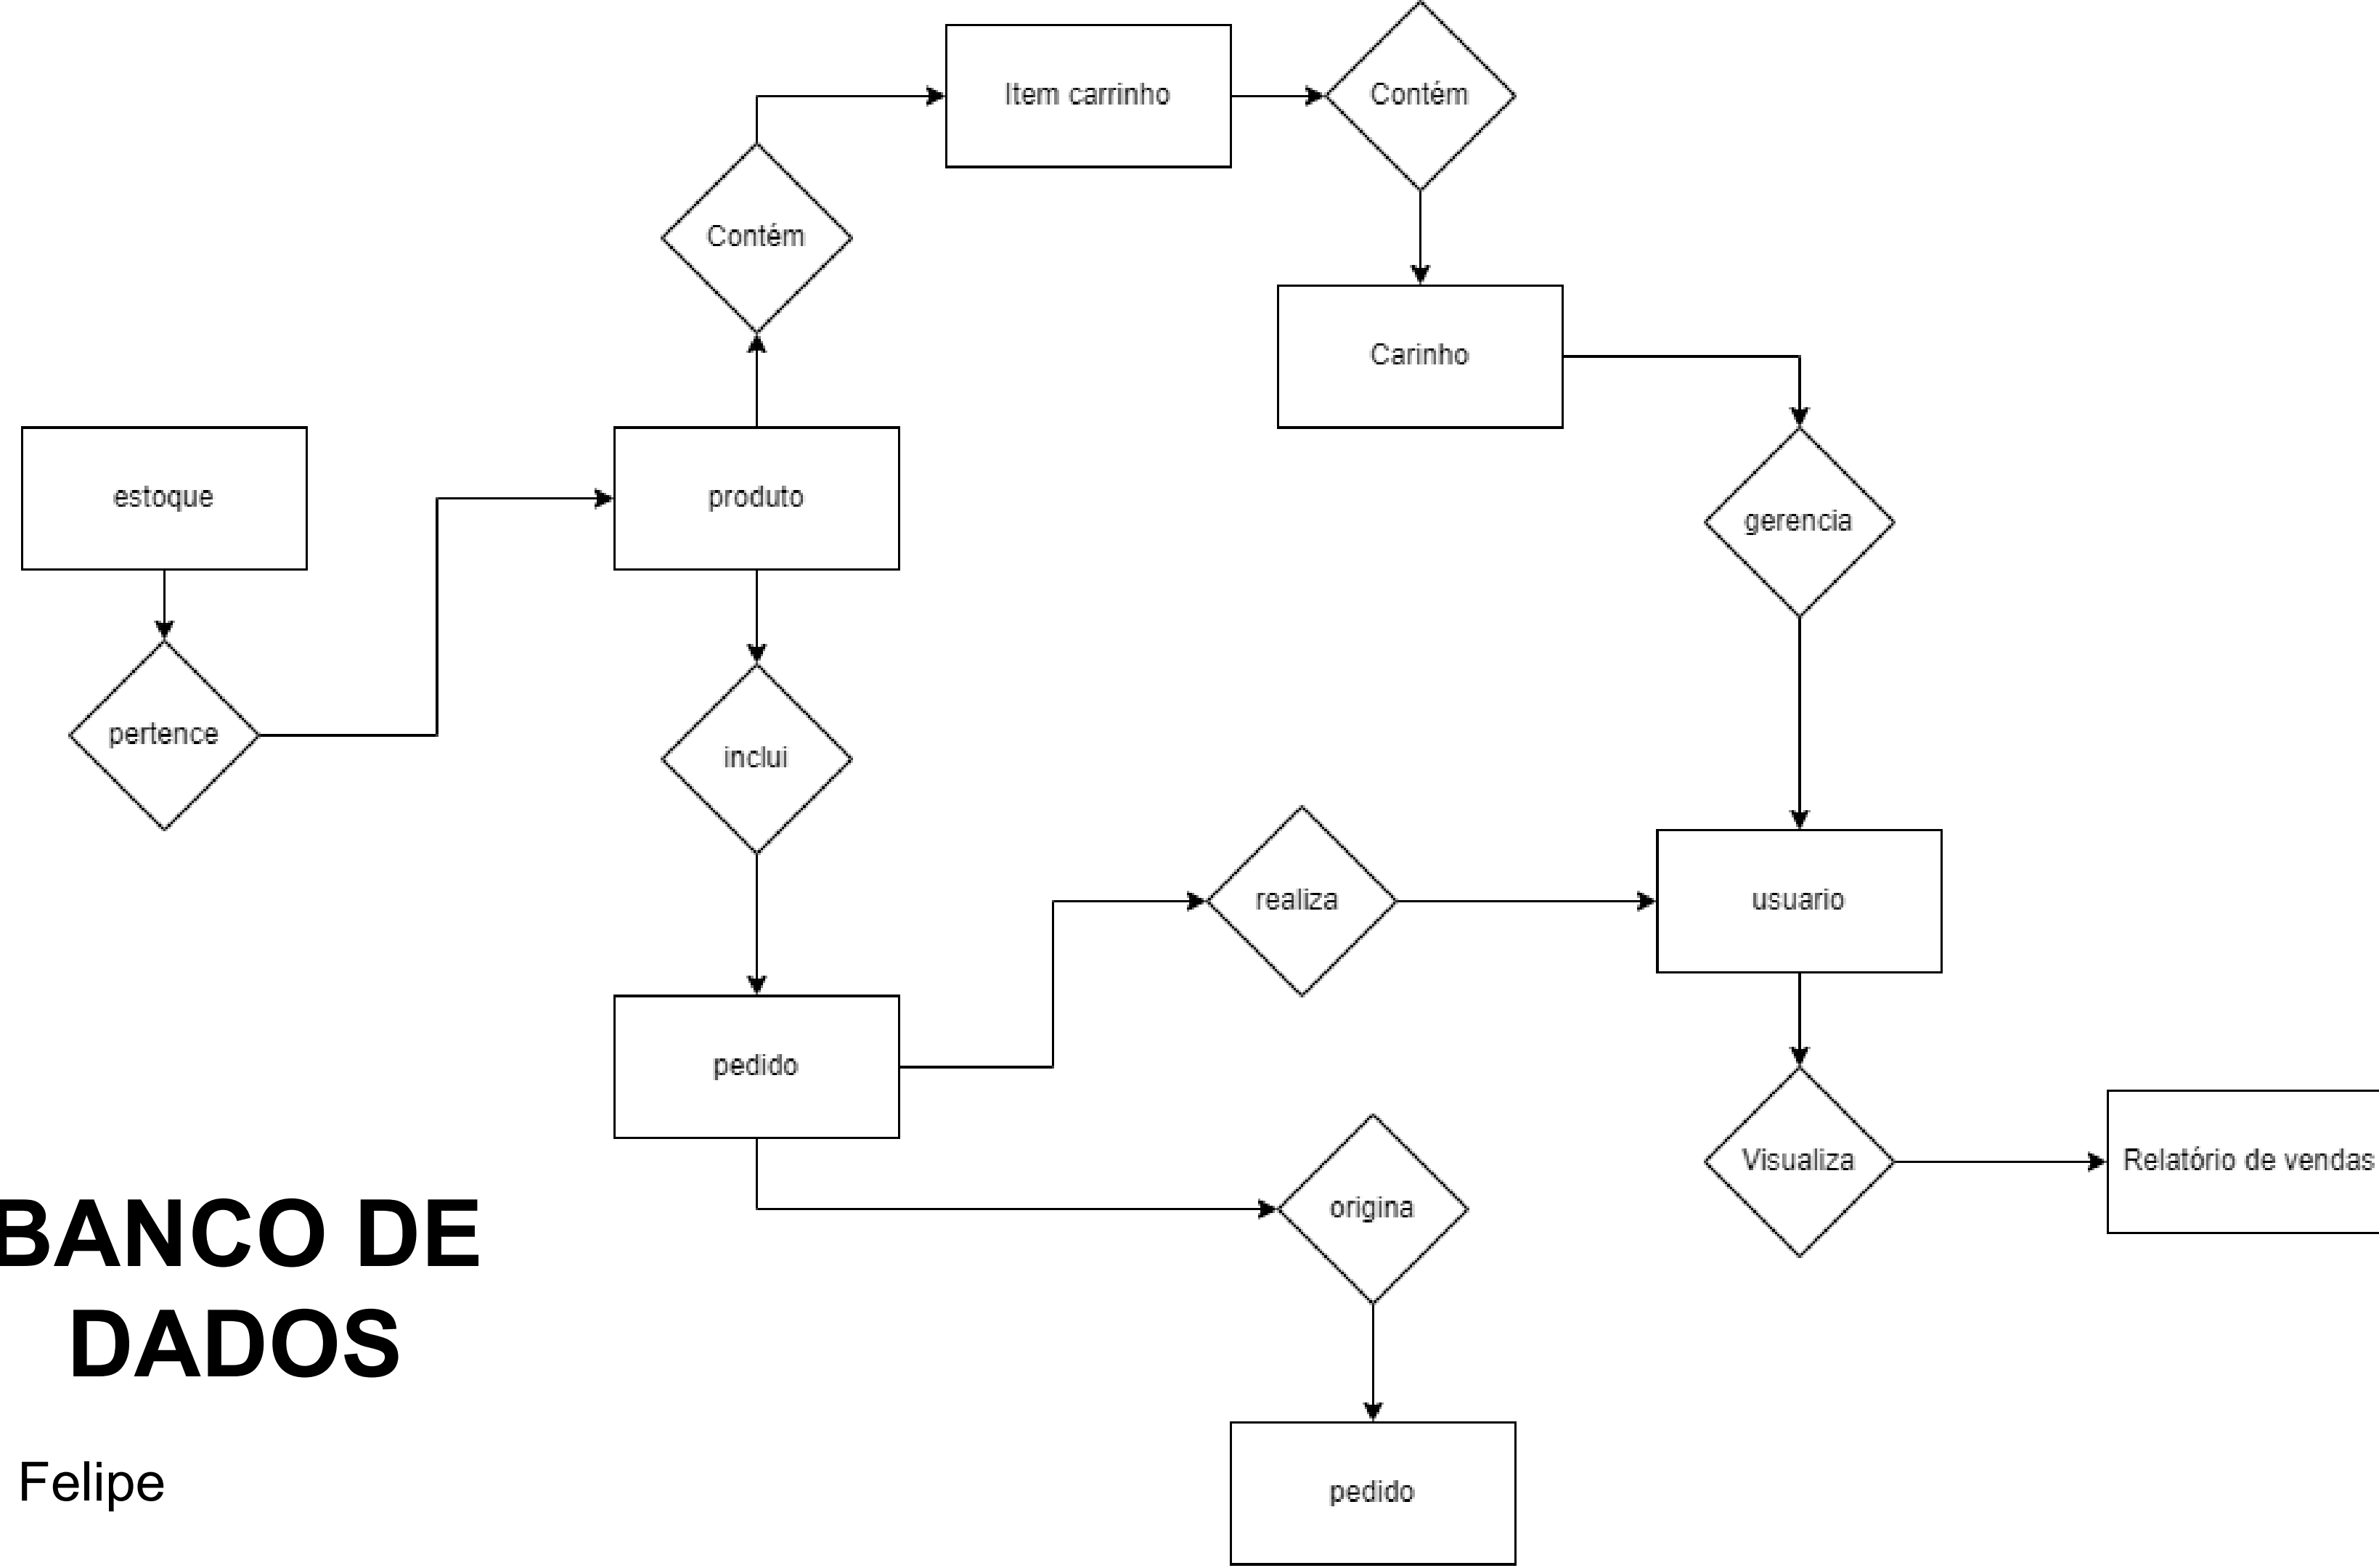 Item carrinho
Contém
Contém
Carinho
estoque
produto
gerencia
pertence
inclui
realiza
usuario
pedido
Visualiza
Relatório de vendas
origina
BANCO DE
DADOS
Felipe
pedido